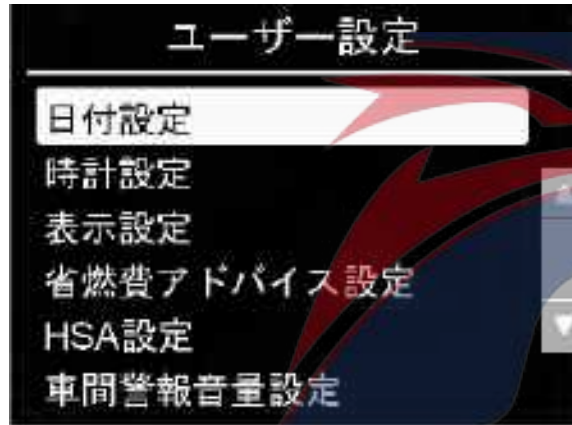 ユーザー設定
日付設定
時計設定
表示設定
省燃費アドバイス設定
HSA設定
車間警報音量設定